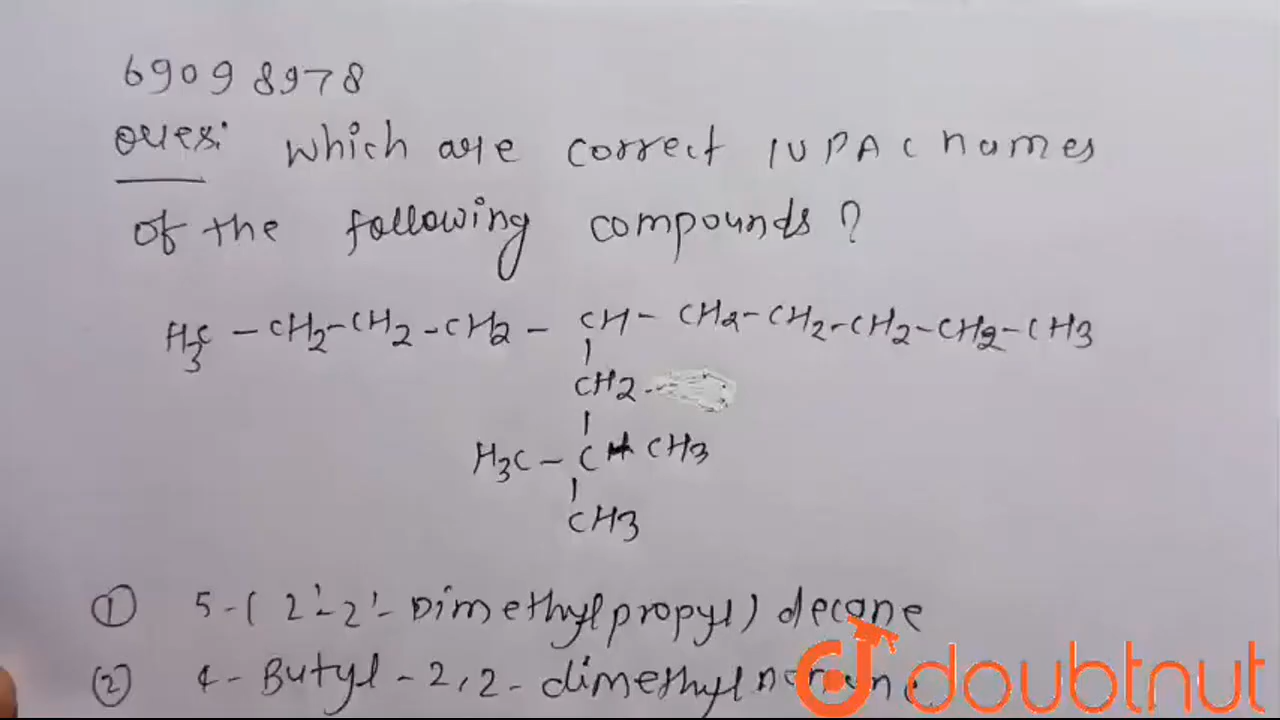 69098978
Ques: which are correct IUPAC names
of the following compounds?
H3C - CH2 - CH2 - CH2 - CH - CH2 - CH2 - CH2 - CH2 - CH3
CH2
H3C - C - CH3
CH3
① 5-(2'-2'-Dimethylpropyl) decane
② 4-Butyl-2,2-dimethyl
doubtnut